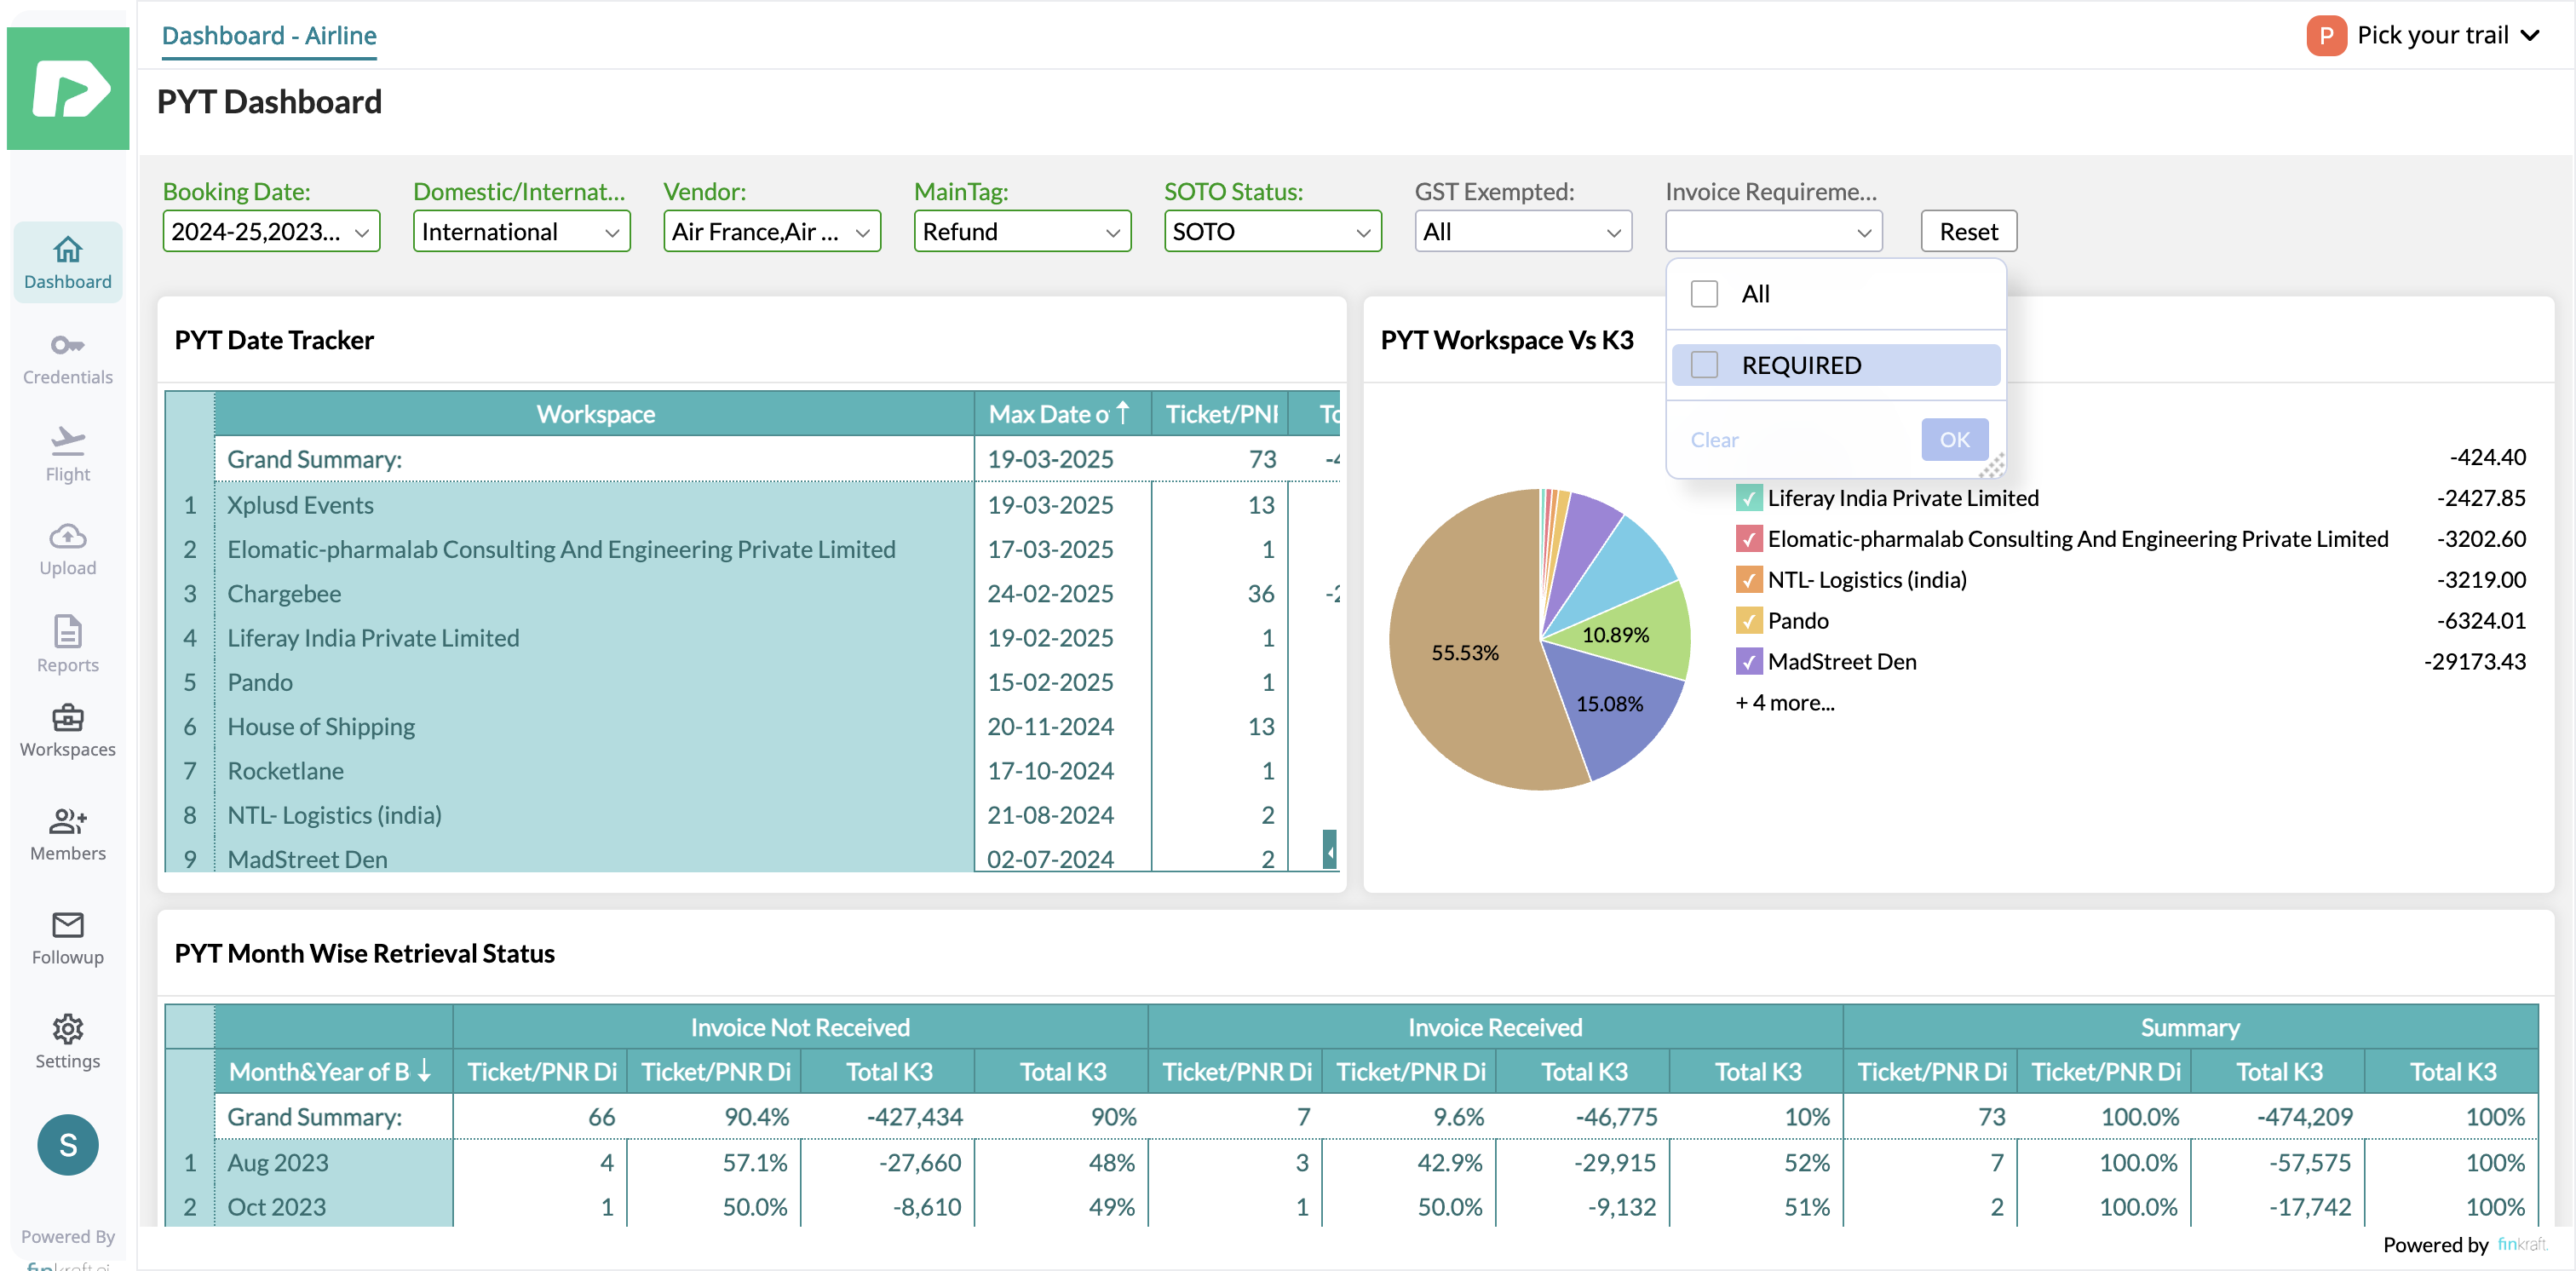 Dashboard - Airline
P Pick your trail
PYT Dashboard
Booking Date: Domestic/Internat... Vendor: MainTag: SOTO Status: GST Exempted: Invoice Requireme...
2024-25,2023... International Air France,Air ... Refund SOTO All Reset
All
REQUIRED
Clear OK
Dashboard
Credentials
Flight
Upload
Reports
Workspaces
Members
Followup
Settings
S
Powered By
PYT Date Tracker
Workspace Max Date o Ticket/PNI
Grand Summary: 19-03-2025 73
1 Xplusd Events 19-03-2025 13
2 Elomatic-pharmalab Consulting And Engineering Private Limited 17-03-2025 1
3 Chargebee 24-02-2025 36
4 Liferay India Private Limited 19-02-2025 1
5 Pando 15-02-2025 1
6 House of Shipping 20-11-2024 13
7 Rocketlane 17-10-2024 1
8 NTL- Logistics (india) 21-08-2024 2
9 MadStreet Den 02-07-2024 2
PYT Workspace Vs K3
55.53%
10.89%
15.08%
-424.40
Liferay India Private Limited -2427.85
Elomatic-pharmalab Consulting And Engineering Private Limited -3202.60
NTL- Logistics (india) -3219.00
Pando -6324.01
MadStreet Den -29173.43
+ 4 more...
PYT Month Wise Retrieval Status
Invoice Not Received Invoice Received Summary
Month&Year of B Ticket/PNR Di Ticket/PNR Di Total K3 Total K3 Ticket/PNR Di Ticket/PNR Di Total K3 Total K3 Ticket/PNR Di Ticket/PNR Di Total K3 Total K3
Grand Summary: 66 90.4% -427,434 90% 7 9.6% -46,775 10% 73 100.0% -474,209 100%
1 Aug 2023 4 57.1% -27,660 48% 3 42.9% -29,915 52% 7 100.0% -57,575 100%
2 Oct 2023 1 50.0% -8,610 49% 1 50.0% -9,132 51% 2 100.0% -17,742 100%
Powered by finkraft.